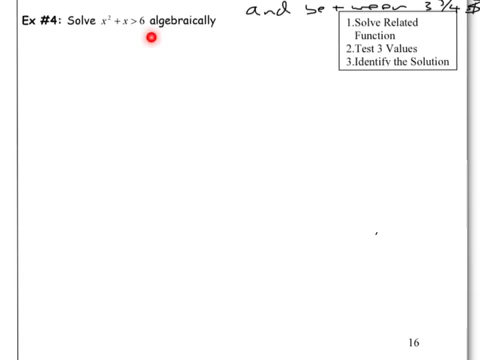 and between 3 3/4 $
Ex #4: Solve x² + x > 6 algebraically
1.Solve Related
Function
2.Test 3 Values
3.Identify the Solution
16